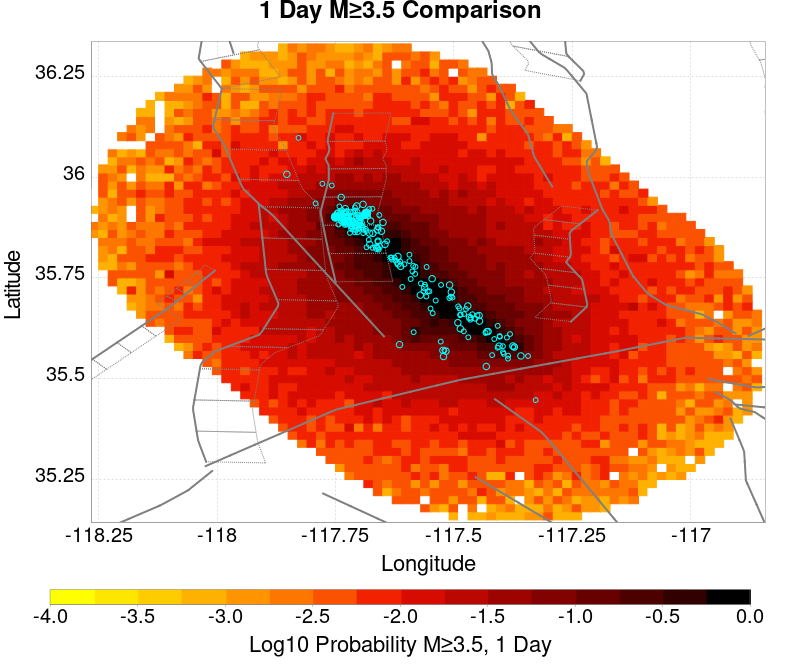 1 Day M≥3.5 Comparison
36.25
36
35.75
35.5
35.25
Latitude
-118.25 -118 -117.75 -117.5 -117.25 -117
Longitude
-4.0 -3.5 -3.0 -2.5 -2.0 -1.5 -1.0 -0.5 0.0
Log10 Probability M≥3.5, 1 Day